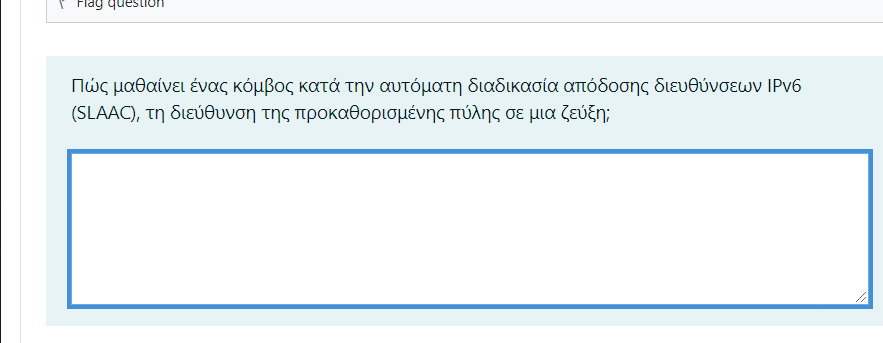 Flag question
Πώς μαθαίνει ένας κόμβος κατά την αυτόματη διαδικασία απόδοσης διευθύνσεων IPv6
(SLAAC), τη διεύθυνση της προκαθορισμένης πύλης σε μια ζεύξη;